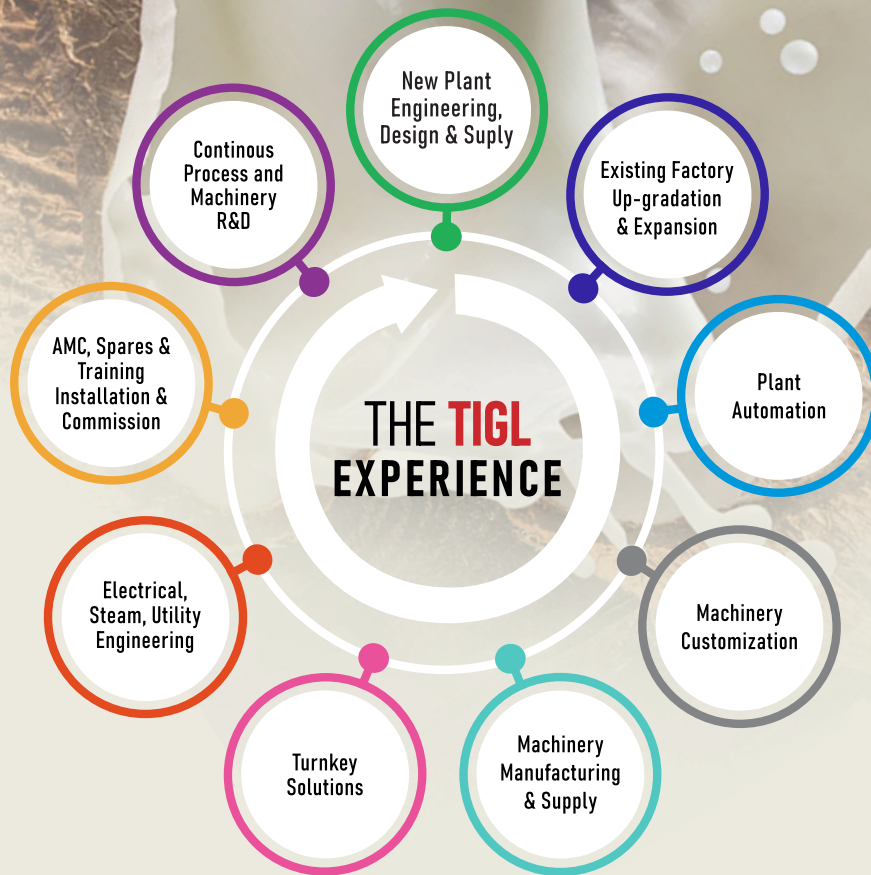 New Plant
Engineering,
Design & Suply
Existing Factory
Up-gradation
& Expansion
Plant
Automation
Machinery
Customization
Machinery
Manufacturing
& Supply
Turnkey
Solutions
Electrical,
Steam, Utility
Engineering
AMC, Spares &
Training
Installation &
Commission
Continous
Process and
Machinery
R&D
THE TIGL
EXPERIENCE